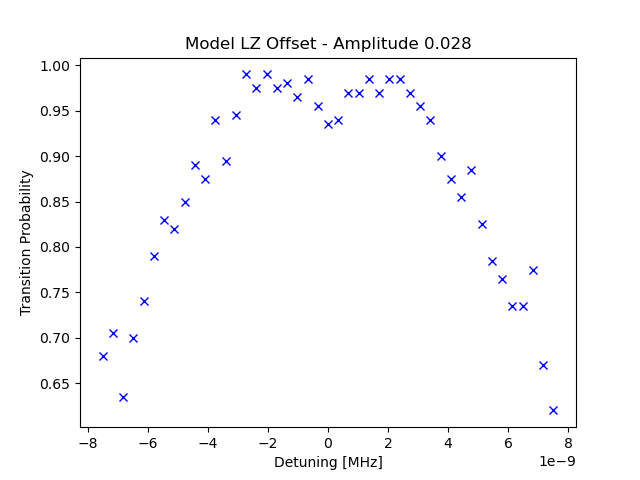 Model LZ Offset - Amplitude 0.028
1.00
0.95
0.90
0.85
0.80
0.75
0.70
0.65
Transition Probability
−8 −6 −4 −2 0 2 4 6 8
1e−9
Detuning [MHz]